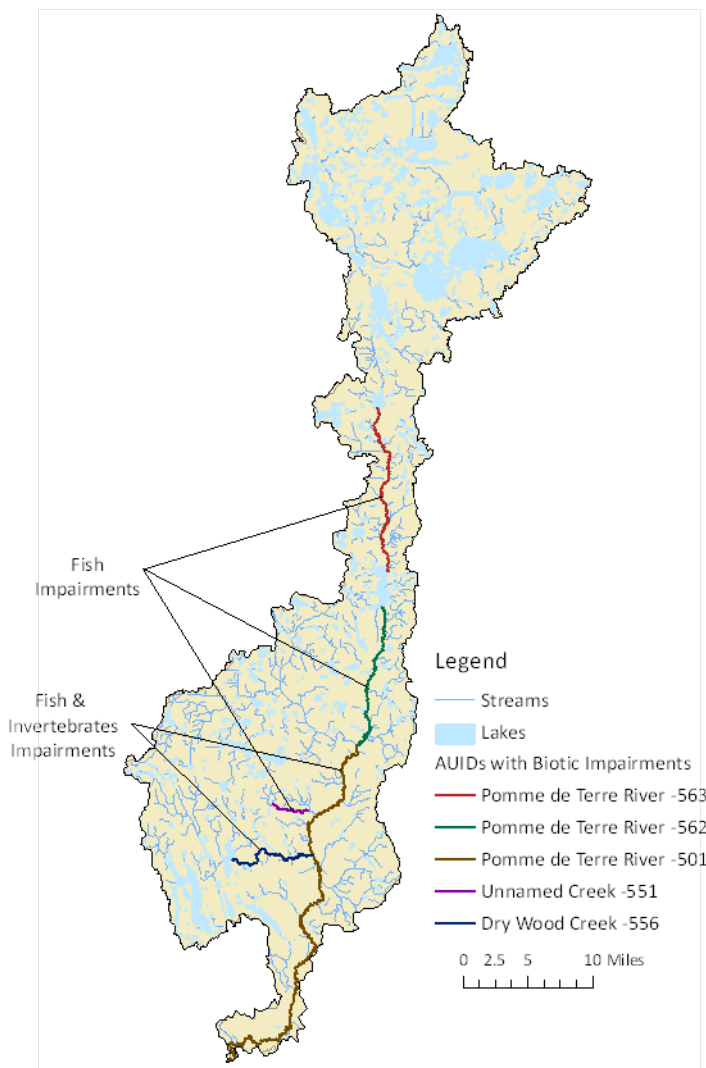 Fish
Impairments
Fish &
Invertebrates
Impairments
Legend
Streams
Lakes
AUIDs with Biotic Impairments
Pomme de Terre River -563
Pomme de Terre River -562
Pomme de Terre River -501
Unnamed Creek -551
Dry Wood Creek -556
0 2.5 5 10 Miles